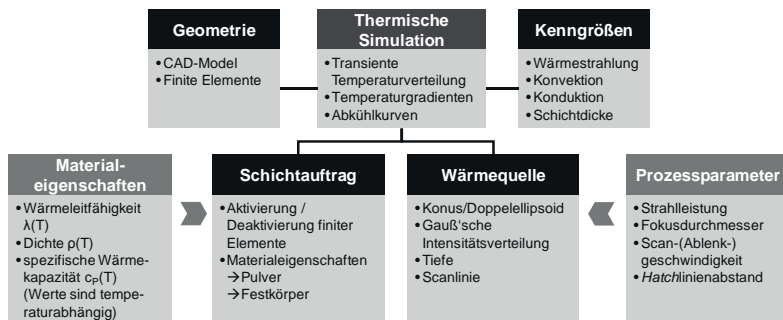 Geometrie
• CAD-Model
• Finite Elemente
Thermische
Simulation
• Transiente
Temperaturverteilung
• Temperaturgradienten
• Abkühlkurven
Kenngrößen
• Wärmestrahlung
• Konvektion
• Konduktion
• Schichtdicke
Material-
eigenschaften
• Wärmeleitfähigkeit
λ(T)
• Dichte ρ(T)
• spezifische Wärme-
kapazität cP(T)
(Werte sind tempe-
raturabhängig)
Schichtauftrag
• Aktivierung /
Deaktivierung finiter
Elemente
• Materialeigenschaften
→Pulver
→Festkörper
Wärmequelle
• Konus/Doppelellipsoid
• Gauß'sche
Intensitätsverteilung
• Tiefe
• Scanlinie
Prozessparameter
• Strahlleistung
• Fokusdurchmesser
• Scan-(Ablenk-)
geschwindigkeit
• Hatchlinienabstand